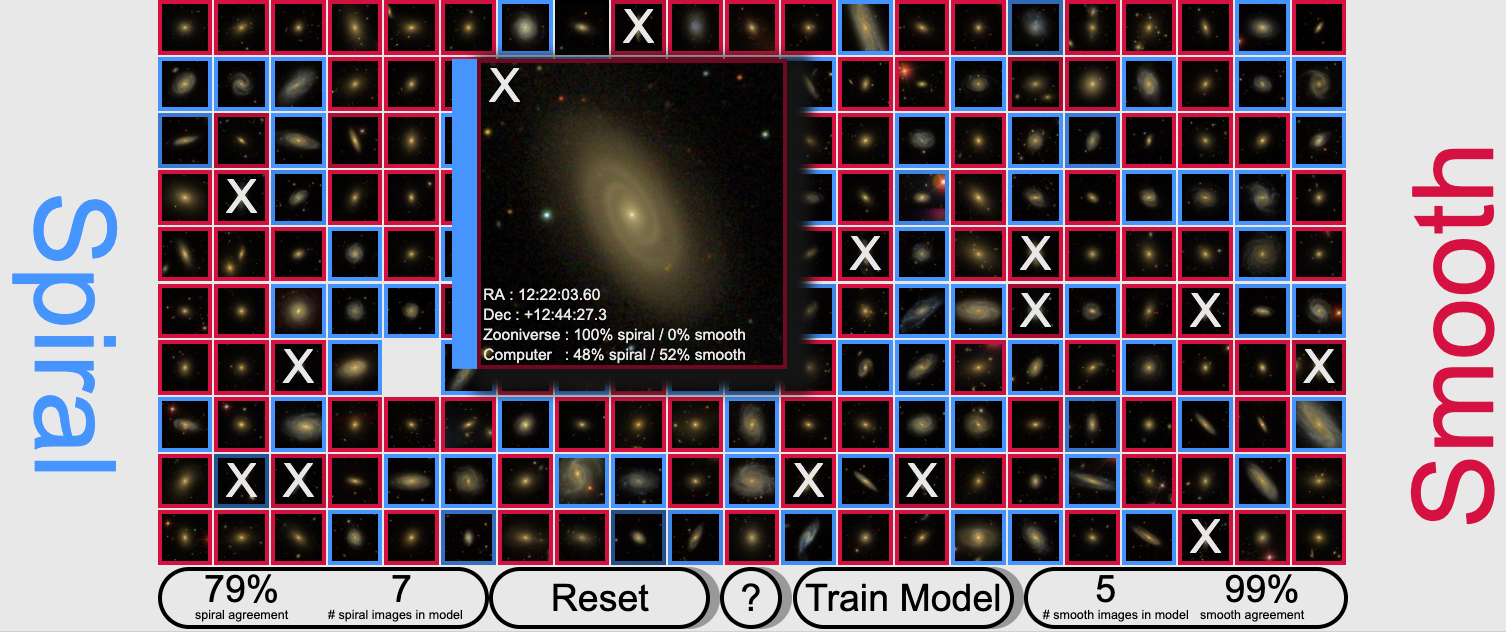 X
X
RA : 12:22:03.60
Dec : +12:44:27.3
Zooniverse : 100% spiral / 0% smooth
Computer : 48% spiral / 52% smooth
X
X X
X X
X X
X X X X
X
Spiral
Smooth
79%
spiral agreement
7
# spiral images in model
Reset
?
Train Model
5
# smooth images in model
99%
smooth agreement